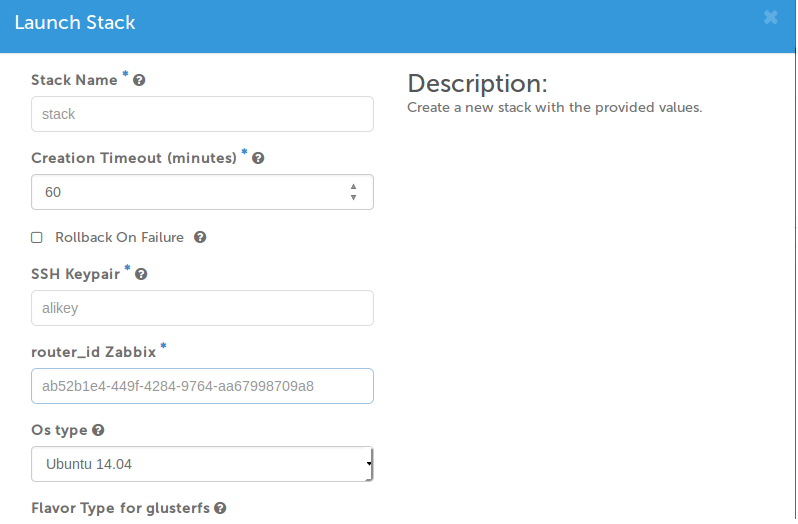 Launch Stack
Stack Name *
stack
Creation Timeout (minutes) *
60
Rollback On Failure
SSH Keypair *
alikey
router_id Zabbix *
ab52b1e4-449f-4284-9764-aa67998709a8
Os type
Ubuntu 14.04
Flavor Type for glusterfs
Description:
Create a new stack with the provided values.